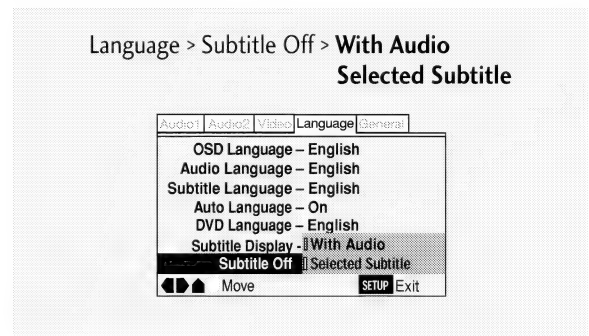 Language > Subtitle Off > With Audio
Selected Subtitle
Audio1 Audio2 Video Language General
OSD Language – English
Audio Language – English
Subtitle Language – English
Auto Language – On
DVD Language – English
Subtitle Display - With Audio
Subtitle Off Selected Subtitle
Move SETUP Exit